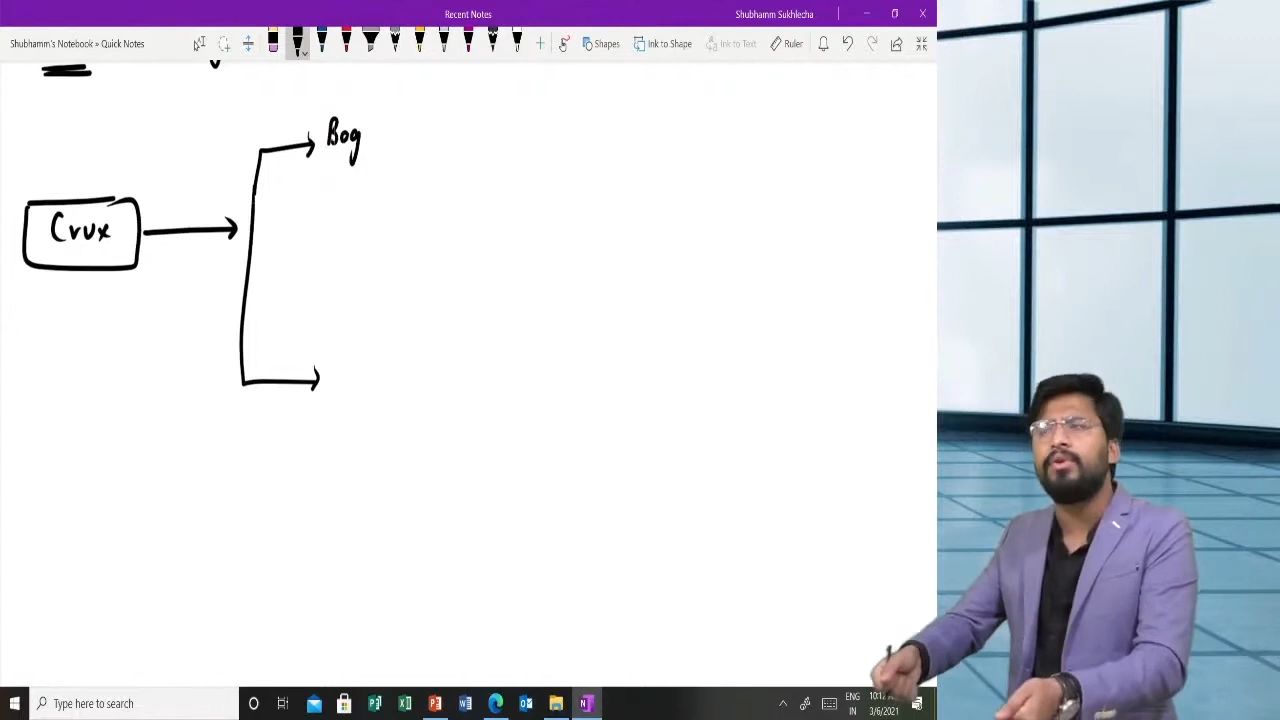 Recent Notes
Shubhamm Sukhlecha
Shubhamm's Notebook » Quick Notes
Shapes
Ink to Shape
Ink to Text
Ruler
Bog
Crux
Type here to search
ENG
IN
3/6/2021